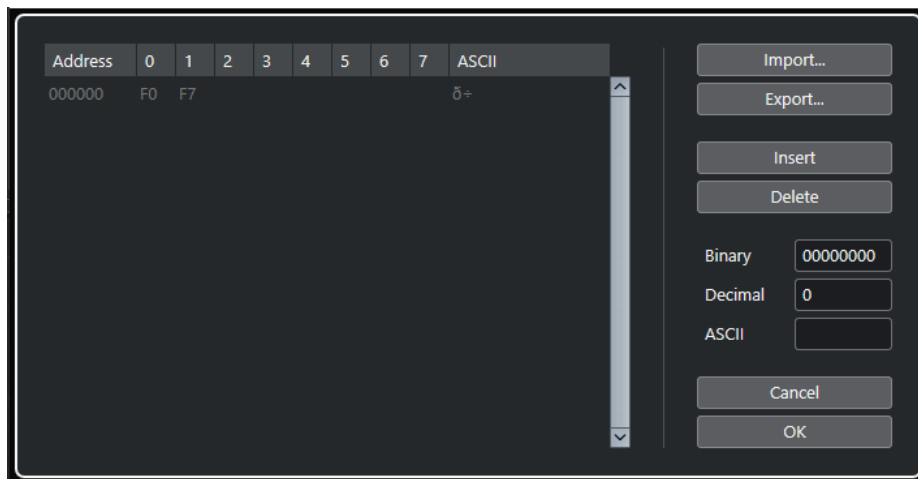 Address 0 1 2 3 4 5 6 7 ASCII
000000 F0 F7 ð÷
Import...
Export...
Insert
Delete
Binary 00000000
Decimal 0
ASCII
Cancel
OK